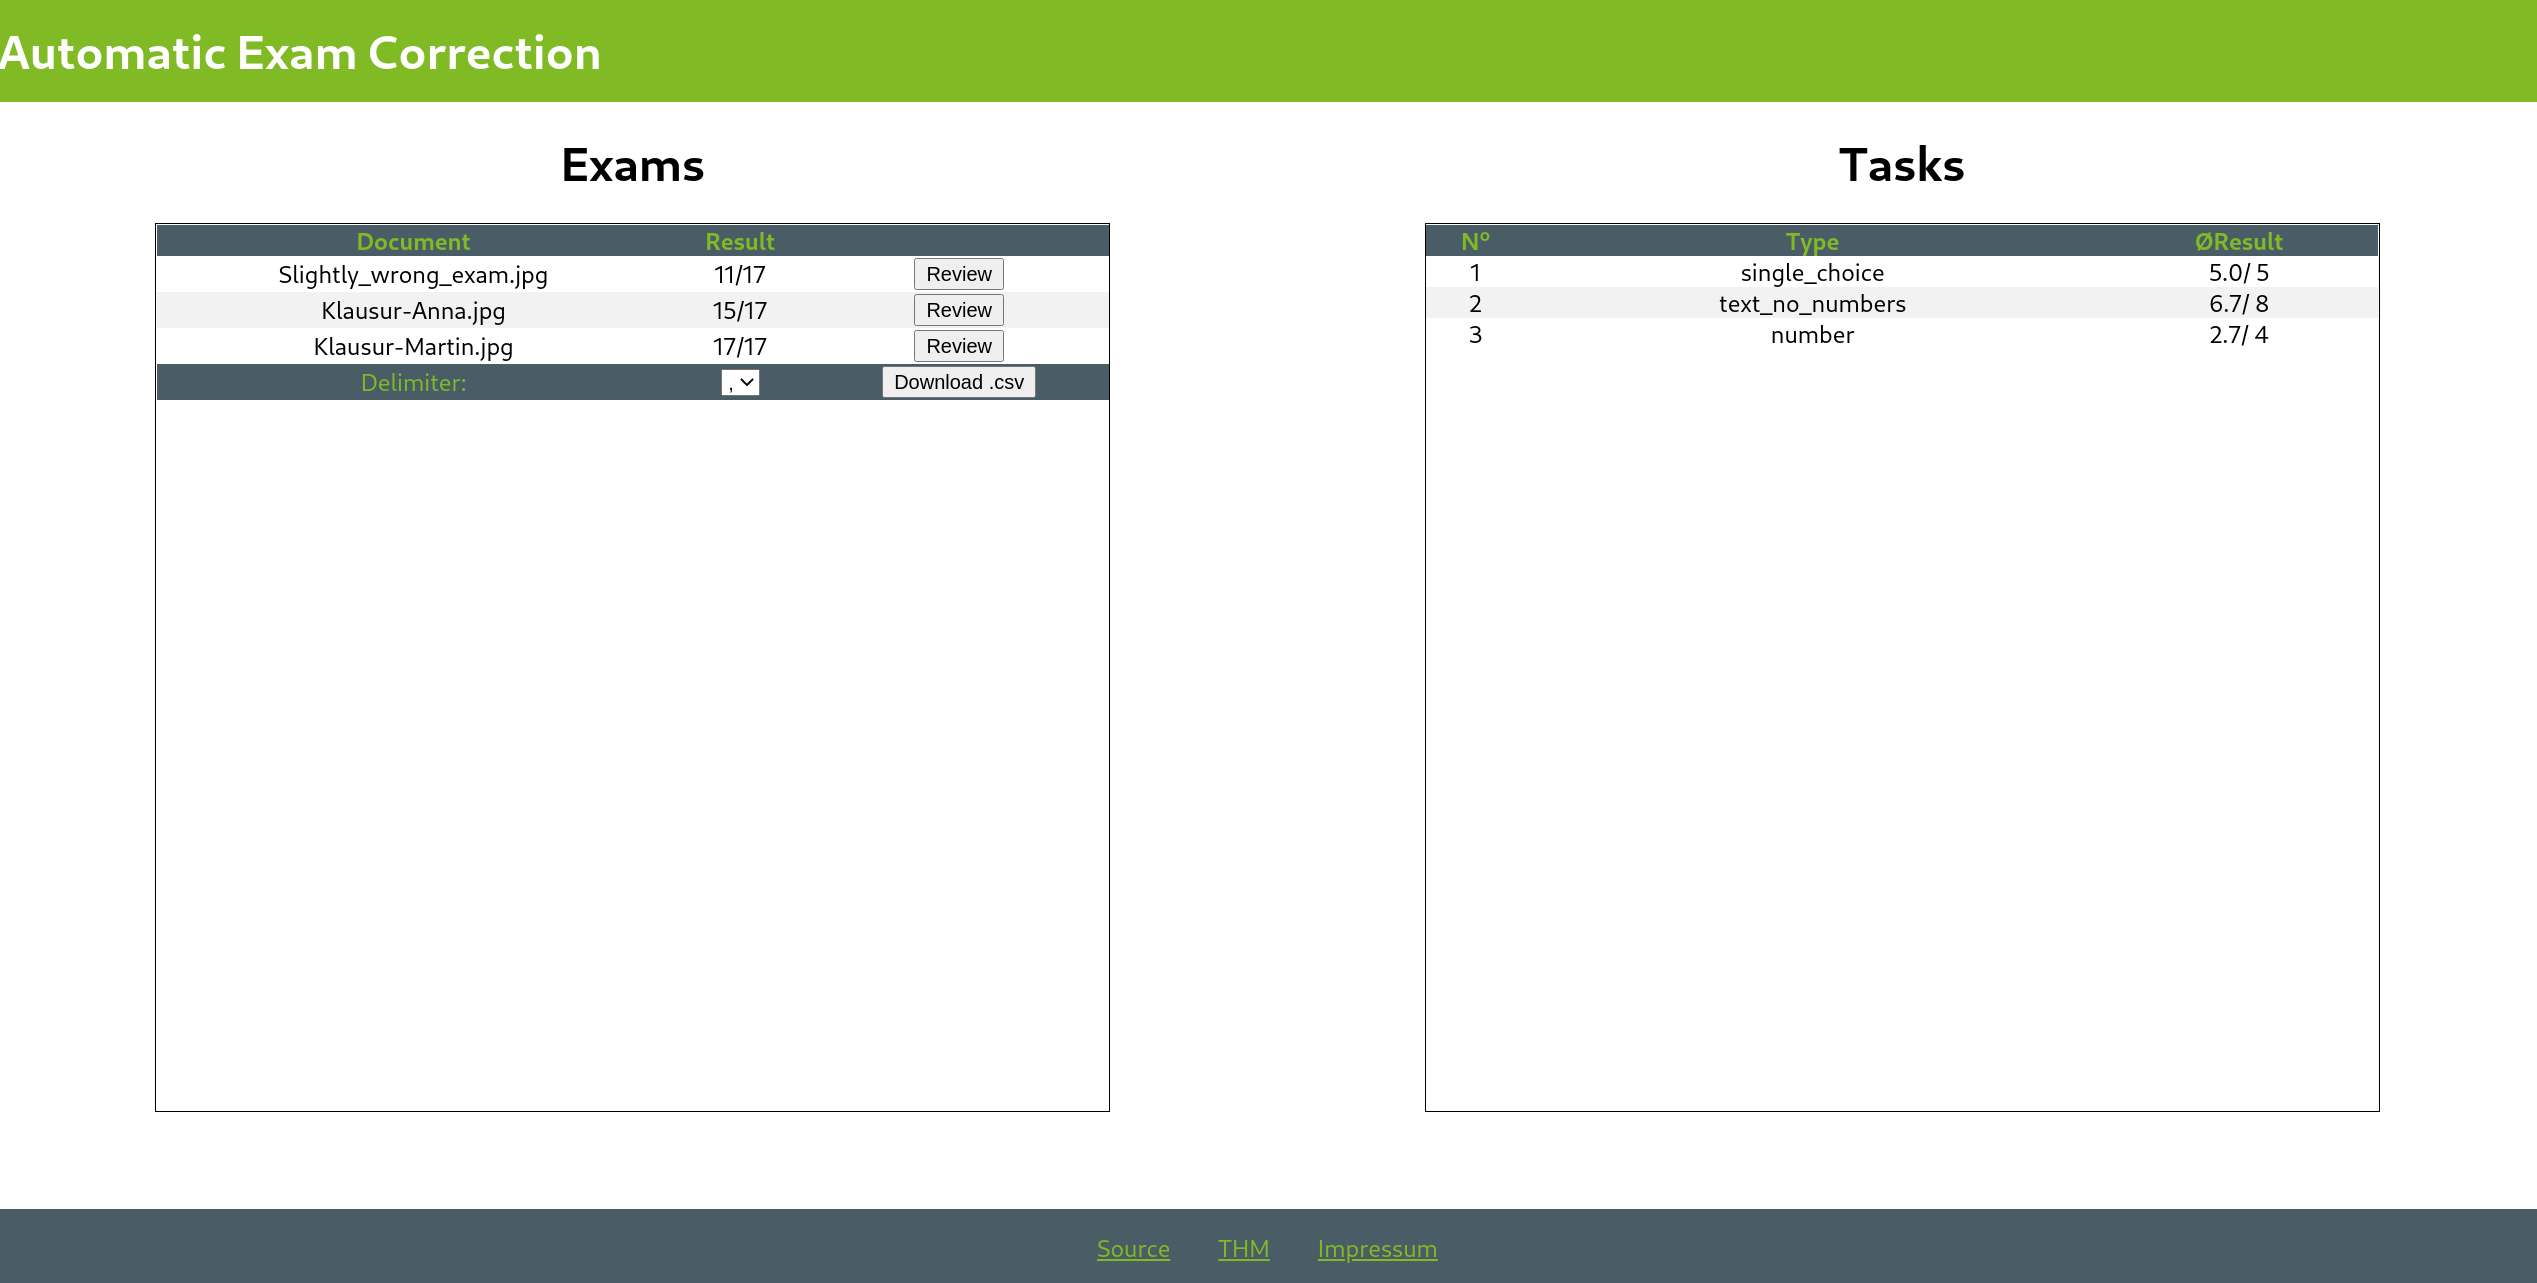 Automatic Exam Correction
Exams
Document Result
Slightly_wrong_exam.jpg 11/17 Review
Klausur-Anna.jpg 15/17 Review
Klausur-Martin.jpg 17/17 Review
Delimiter: , Download .csv
Tasks
N° Type ØResult
1 single_choice 5.0/ 5
2 text_no_numbers 6.7/ 8
3 number 2.7/ 4
Source THM Impressum